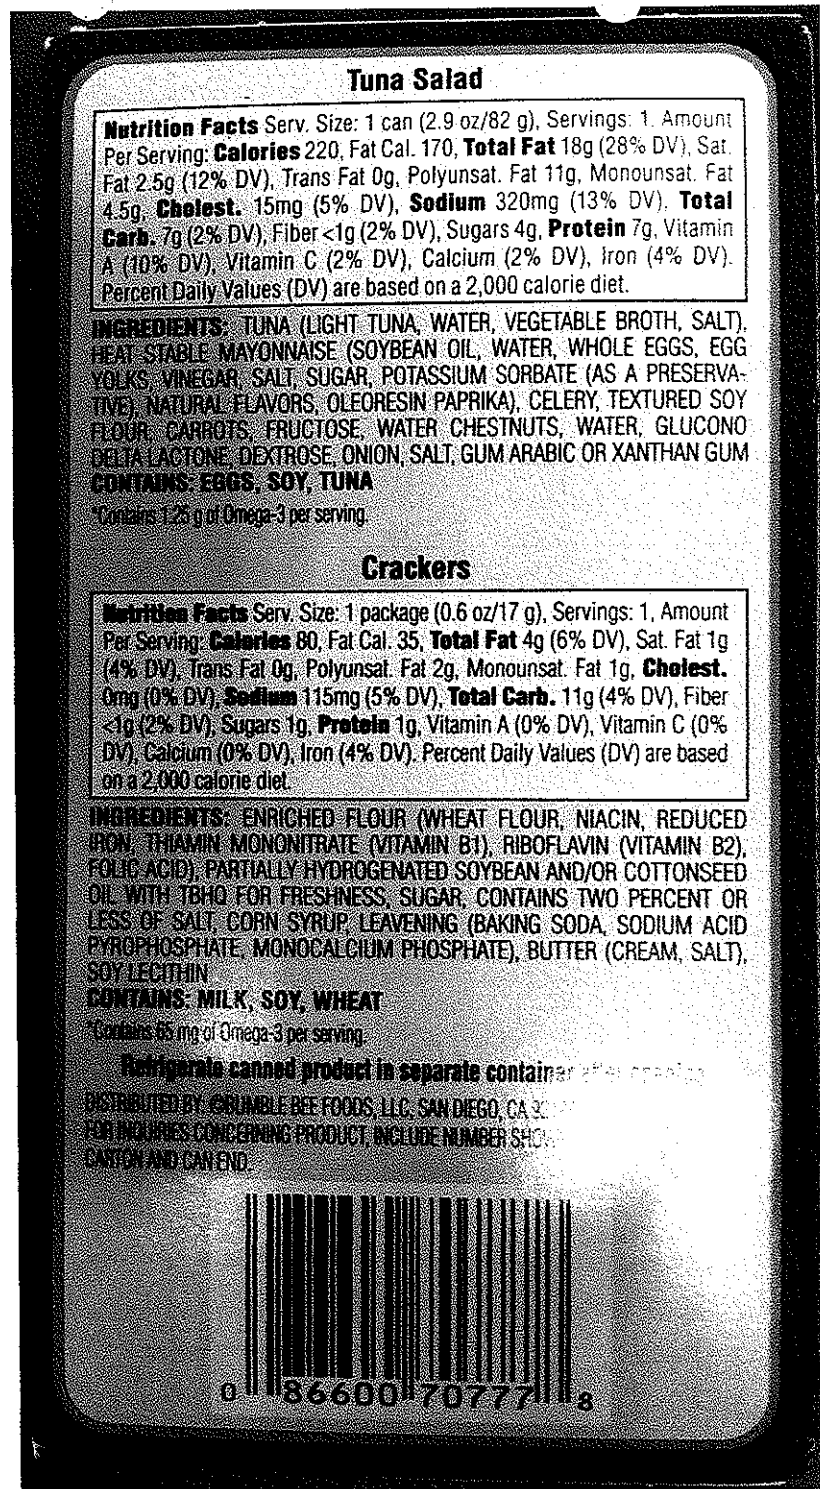 Tuna Salad
Nutrition Facts Serv. Size: 1 can (2.9 oz/82 g), Servings: 1, Amount
Per Serving: Calories 220, Fat Cal. 170, Total Fat 18g (28% DV), Sat.
Fat 2.5g (12% DV), Trans Fat 0g, Polyunsat. Fat 11g, Monounsat. Fat
4.5g, Cholest. 15mg (5% DV), Sodium 320mg (13% DV), Total
Carb. 7g (2% DV), Fiber <1g (2% DV), Sugars 4g, Protein 7g, Vitamin
A (10% DV), Vitamin C (2% DV), Calcium (2% DV), Iron (4% DV).
Percent Daily Values (DV) are based on a 2,000 calorie diet.
INGREDIENTS: TUNA (LIGHT TUNA, WATER, VEGETABLE BROTH, SALT),
HEAT STABLE MAYONNAISE (SOYBEAN OIL, WATER, WHOLE EGGS, EGG
YOLKS, VINEGAR, SALT, SUGAR, POTASSIUM SORBATE (AS A PRESERVA-
TIVE), NATURAL FLAVORS, OLEORESIN PAPRIKA), CELERY, TEXTURED SOY
FLOUR, CARROTS, FRUCTOSE, WATER CHESTNUTS, WATER, GLUCONO
DELTA LACTONE, DEXTROSE, ONION, SALT, GUM ARABIC OR XANTHAN GUM
CONTAINS: EGGS, SOY, TUNA
*Contains 1.25 g of Omega-3 per serving.
Crackers
Nutrition Facts Serv. Size: 1 package (0.6 oz/17 g), Servings: 1, Amount
Per Serving: Calories 80, Fat Cal. 35, Total Fat 4g (6% DV), Sat. Fat 1g
(4% DV), Trans Fat 0g, Polyunsat. Fat 2g, Monounsat. Fat 1g, Cholest.
0mg (0% DV), Sodium 115mg (5% DV), Total Carb. 11g (4% DV), Fiber
<1g (2% DV), Sugars 1g, Protein 1g, Vitamin A (0% DV), Vitamin C (0%
DV), Calcium (0% DV), Iron (4% DV). Percent Daily Values (DV) are based
on a 2,000 calorie diet.
INGREDIENTS: ENRICHED FLOUR (WHEAT FLOUR, NIACIN, REDUCED
IRON, THIAMIN MONONITRATE (VITAMIN B1), RIBOFLAVIN (VITAMIN B2),
FOLIC ACID), PARTIALLY HYDROGENATED SOYBEAN AND/OR COTTONSEED
OIL WITH TBHQ FOR FRESHNESS, SUGAR, CONTAINS TWO PERCENT OR
LESS OF SALT, CORN SYRUP, LEAVENING (BAKING SODA, SODIUM ACID
PYROPHOSPHATE, MONOCALCIUM PHOSPHATE), BUTTER (CREAM, SALT),
SOY LECITHIN
CONTAINS: MILK, SOY, WHEAT
*Contains 65 mg of Omega-3 per serving.
Refrigerate canned product in separate container after opening
DISTRIBUTED BY: ©BUMBLE BEE FOODS, LLC, SAN DIEGO, CA
FOR INQUIRIES CONCERNING PRODUCT, INCLUDE NUMBER
CARTON AND CAN END.
0 86600 70777 8